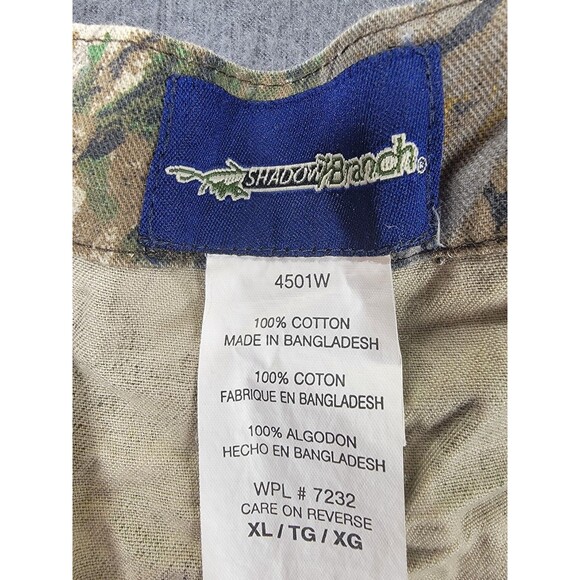 SHADOW Branch®
4501W
100% COTTON
MADE IN BANGLADESH
100% COTON
FABRIQUE EN BANGLADESH
100% ALGODON
HECHO EN BANGLADESH
WPL # 7232
CARE ON REVERSE
XL / TG / XG